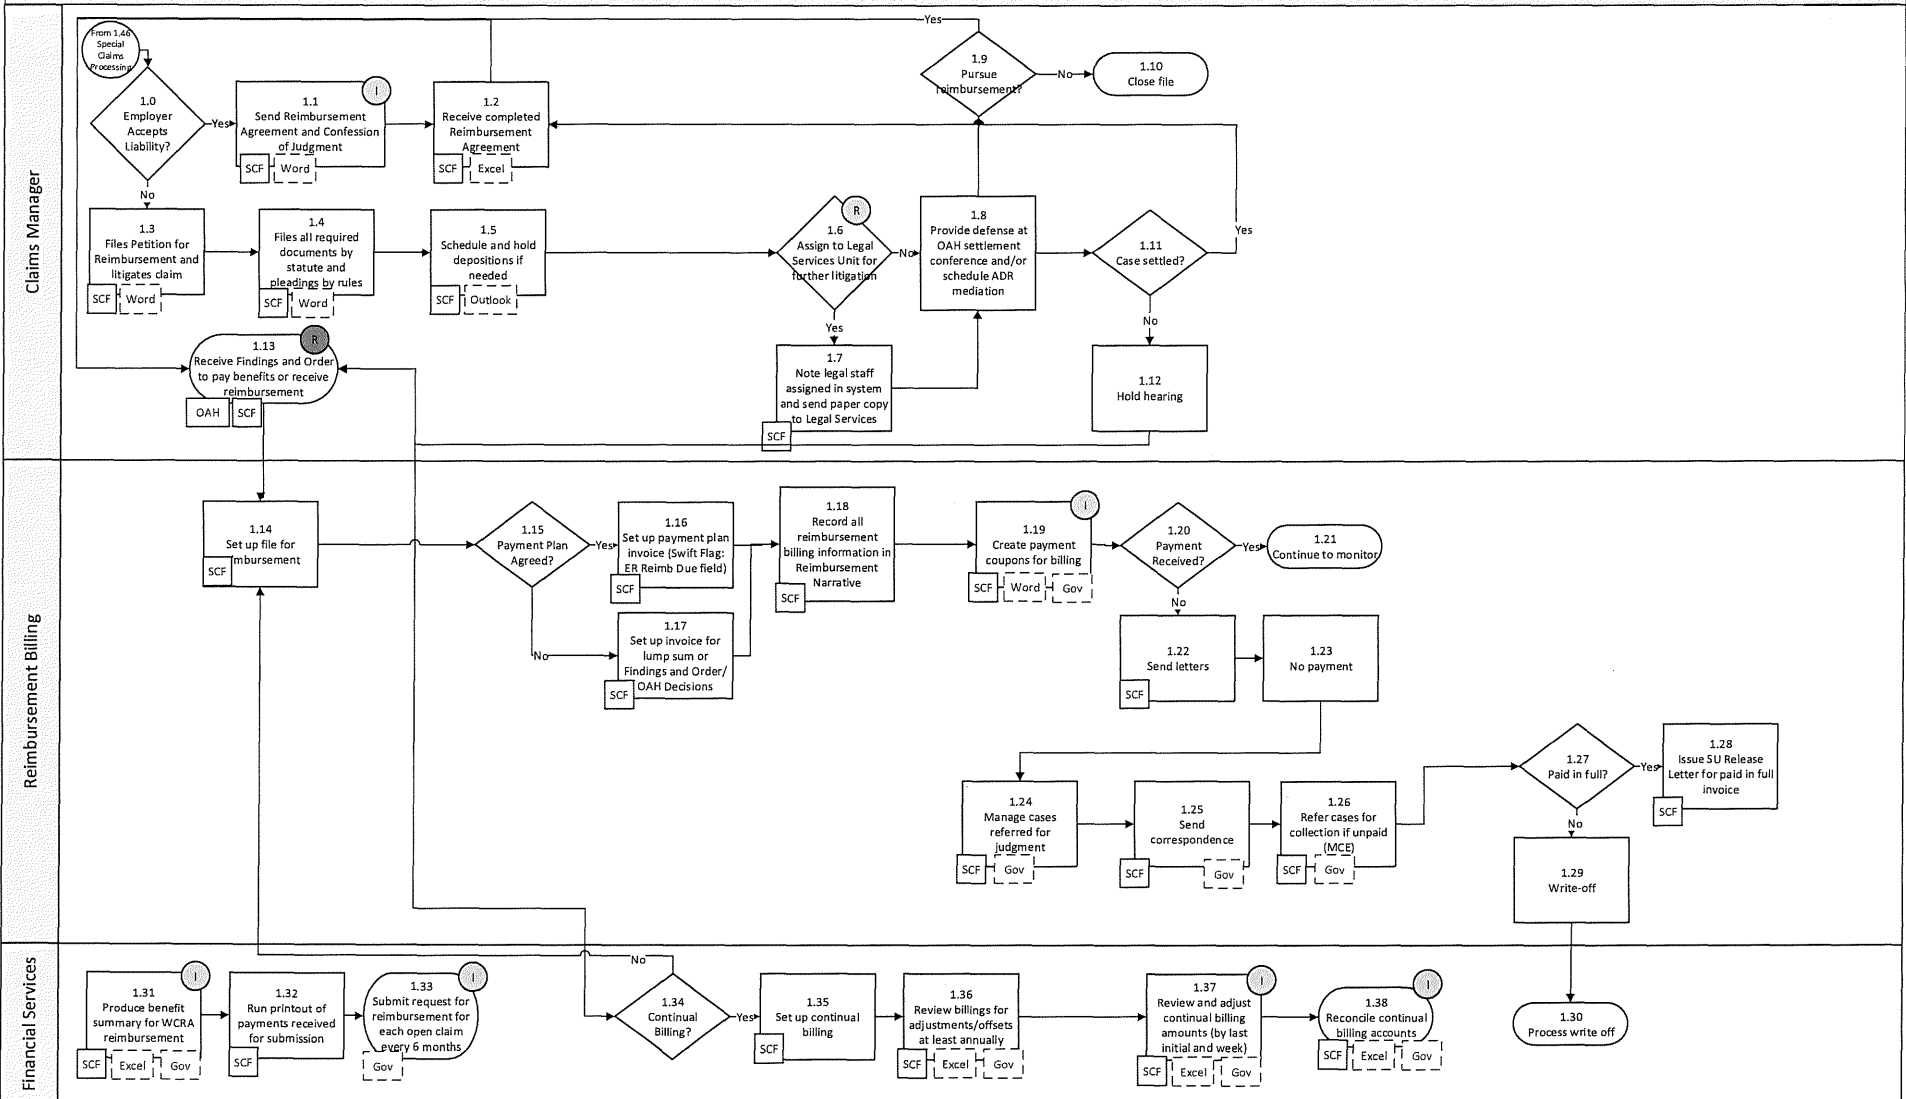 Claims Manager
From 1.46
Special
Claims
Processing
1.0
Employer
Accepts
Liability?
Yes
No
1.1
Send Reimbursement
Agreement and Confession
of Judgment
I
SCF
Word
1.2
Receive completed
Reimbursement
Agreement
SCF
Excel
Yes
1.9
Pursue
reimbursement?
No
1.10
Close file
1.3
Files Petition for
Reimbursement and
litigates claim
SCF
Word
1.4
Files all required
documents by
statute and
pleadings by rules
SCF
Word
1.5
Schedule and hold
depositions if
needed
SCF
Outlook
1.6
Assign to Legal
Services Unit for
further litigation
R
No
Yes
1.7
Note legal staff
assigned in system
and send paper copy
to Legal Services
SCF
1.8
Provide defense at
OAH settlement
conference and/or
schedule ADR
mediation
1.11
Case settled?
Yes
No
1.12
Hold hearing
1.13
Receive Findings and Order
to pay benefits or receive
reimbursement
R
OAH
SCF
Reimbursement Billing
1.14
Set up file for
imbursement
SCF
1.15
Payment Plan
Agreed?
Yes
No
1.16
Set up payment plan
invoice (Swift Flag:
ER Reimb Due field)
SCF
1.17
Set up invoice for
lump sum or
Findings and Order/
OAH Decisions
SCF
1.18
Record all
reimbursement
billing information in
Reimbursement
Narrative
SCF
1.19
Create payment
coupons for billing
I
SCF
Word
Gov
1.20
Payment
Received?
Yes
No
1.21
Continue to monitor
1.22
Send letters
SCF
1.23
No payment
1.24
Manage cases
referred for
judgment
SCF
Gov
1.25
Send
correspondence
SCF
Gov
1.26
Refer cases for
collection if unpaid
(MCE)
SCF
Gov
1.27
Paid in full?
Yes
No
1.28
Issue SU Release
Letter for paid in full
invoice
SCF
1.29
Write-off
Financial Services
1.31
Produce benefit
summary for WCRA
reimbursement
I
SCF
Excel
Gov
1.32
Run printout of
payments received
for submission
SCF
1.33
Submit request for
reimbursement for
each open claim
every 6 months
I
Gov
No
1.34
Continual
Billing?
Yes
1.35
Set up continual
billing
SCF
1.36
Review billings for
adjustments/offsets
at least annually
SCF
Excel
Gov
1.37
Review and adjust
continual billing
amounts (by last
initial and week)
I
SCF
Excel
Gov
1.38
Reconcile continual
billing accounts
I
SCF
Excel
Gov
1.30
Process write off